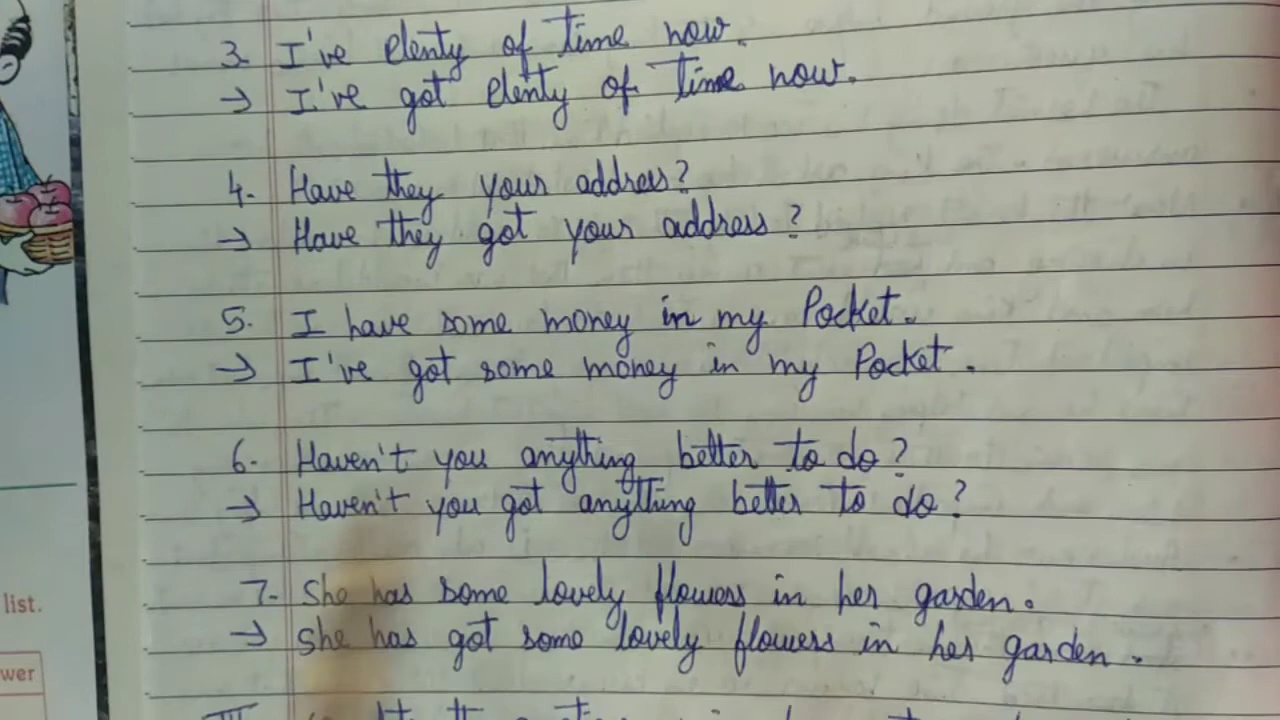 3. I've plenty of time now.
→ I've got plenty of time now.
4. Have they your address?
→ Have they got your address?
5. I have some money in my Pocket.
→ I've got some money in my Pocket.
6. Haven't you anything better to do?
→ Haven't you got anything better to do?
7. She has some lovely flowers in her garden.
→ She has got some lovely flowers in her garden.
list.
wer